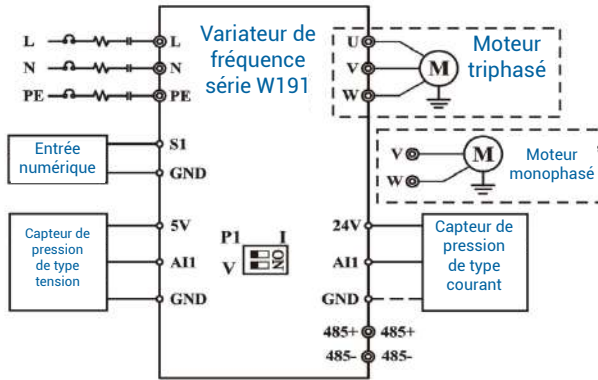 L L
N N
PE PE
Variateur de
fréquence
série W191
U
V
W
M
Moteur
triphasé
V
W
M
Moteur
monophasé
Entrée
numérique
S1
GND
Capteur de
pression
de type
tension
5V
AI1
GND
P1 I
V
ON
24V
AI1
GND
Capteur de
pression
de type
courant
485+ 485+
485- 485-